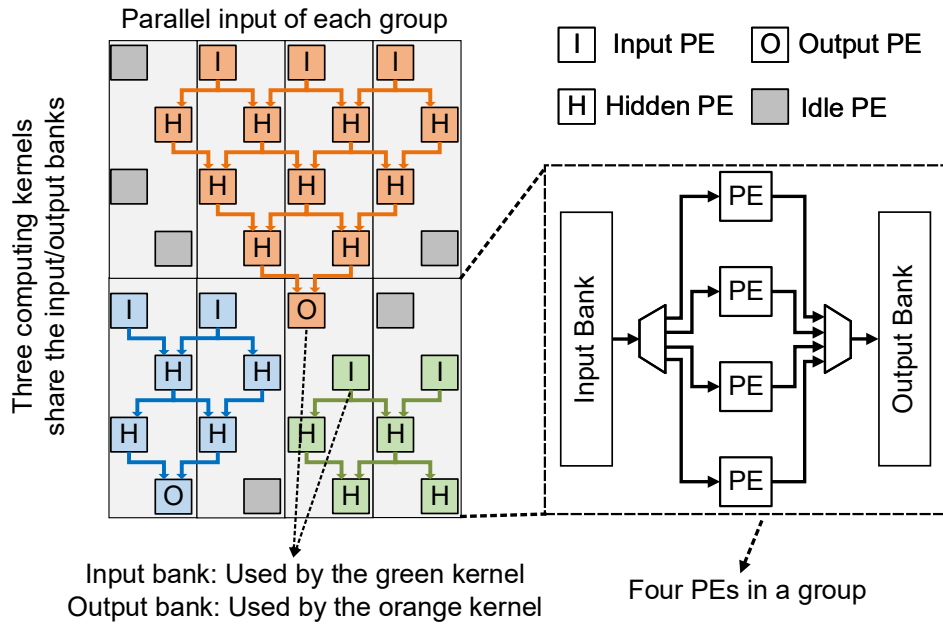 Parallel input of each group
Three computing kernels
share the input/output banks
I I I
H H H H
H H H
H H
O
I I
H H I I
H H H H
O H H
I Input PE O Output PE
H Hidden PE Idle PE
Input Bank
PE
PE
PE
PE
Output Bank
Input bank: Used by the green kernel
Output bank: Used by the orange kernel
Four PEs in a group